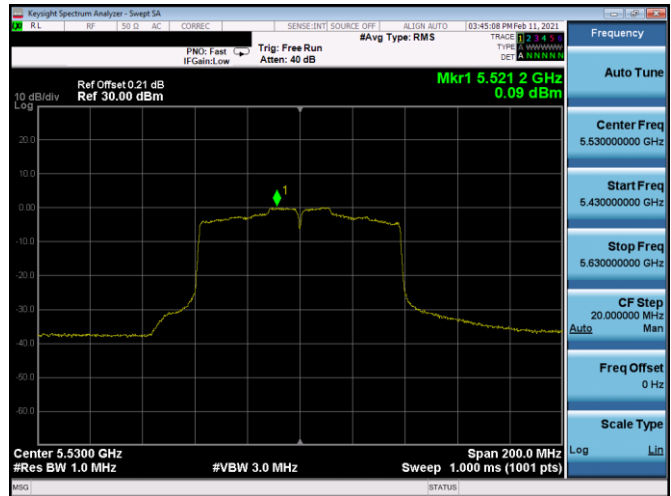 Keysight Spectrum Analyzer - Swept SA
RL RF 50 Ω AC CORREC SENSE:INT SOURCE OFF ALIGN AUTO 03:45:08 PM Feb 11, 2021
#Avg Type: RMS
TRACE 1 2 3 4 5 6
TYPE A WWWWW
DET A N N N N N
PNO: Fast
IFGain:Low
Trig: Free Run
Atten: 40 dB
Mkr1 5.521 2 GHz
0.09 dBm
Ref Offset 0.21 dB
Ref 30.00 dBm
10 dB/div
Log
20.0
10.0
0.00
-10.0
-20.0
-30.0
-40.0
-50.0
-60.0
1
Center 5.5300 GHz
#Res BW 1.0 MHz
#VBW 3.0 MHz
Span 200.0 MHz
Sweep 1.000 ms (1001 pts)
MSG
STATUS
Frequency
Auto Tune
Center Freq
5.530000000 GHz
Start Freq
5.430000000 GHz
Stop Freq
5.630000000 GHz
CF Step
20.000000 MHz
Auto Man
Freq Offset
0 Hz
Scale Type
Log Lin